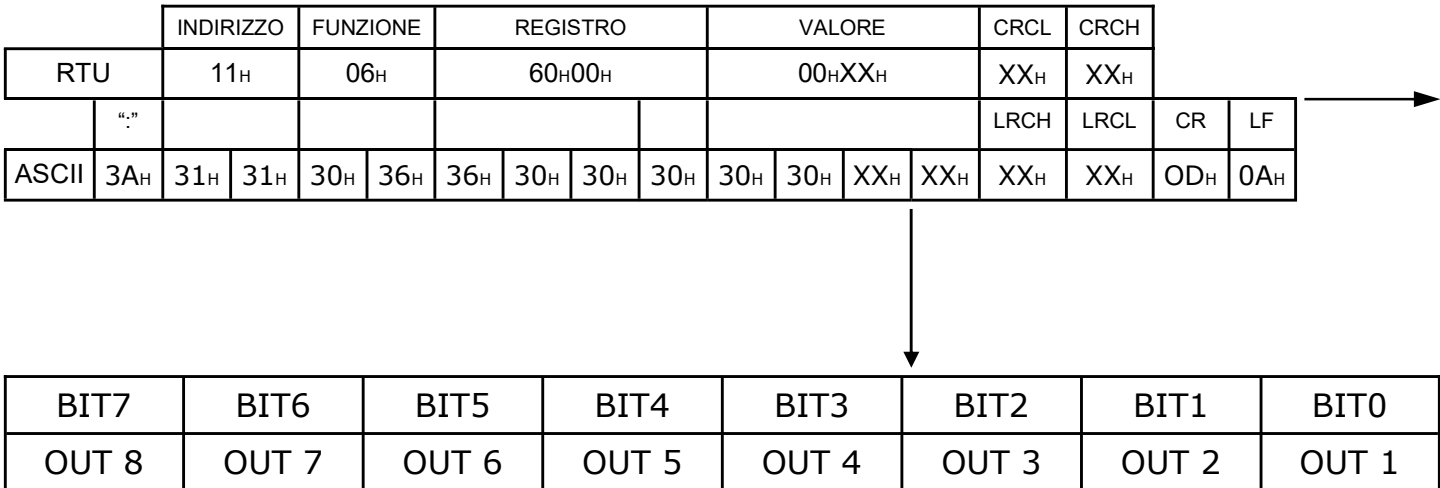 INDIRIZZO FUNZIONE REGISTRO VALORE CRCL CRCH
RTU 11H 06H 60H00H 00HXXH XXH XXH
“:” LRCH LRCL CR LF
ASCII 3AH 31H 31H 30H 36H 36H 30H 30H 30H 30H 30H XXH XXH XXH XXH ODH 0AH
BIT7 BIT6 BIT5 BIT4 BIT3 BIT2 BIT1 BIT0
OUT 8 OUT 7 OUT 6 OUT 5 OUT 4 OUT 3 OUT 2 OUT 1